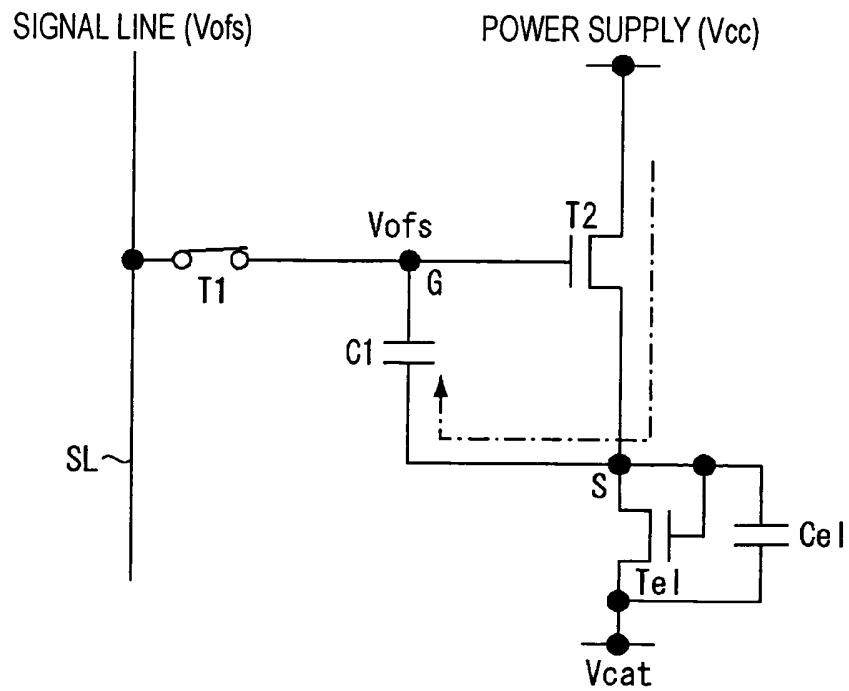 SIGNAL LINE (Vofs)
POWER SUPPLY (Vcc)
T2
Vofs
G
T1
C1
SL
S
Cel
Tel
Vcat